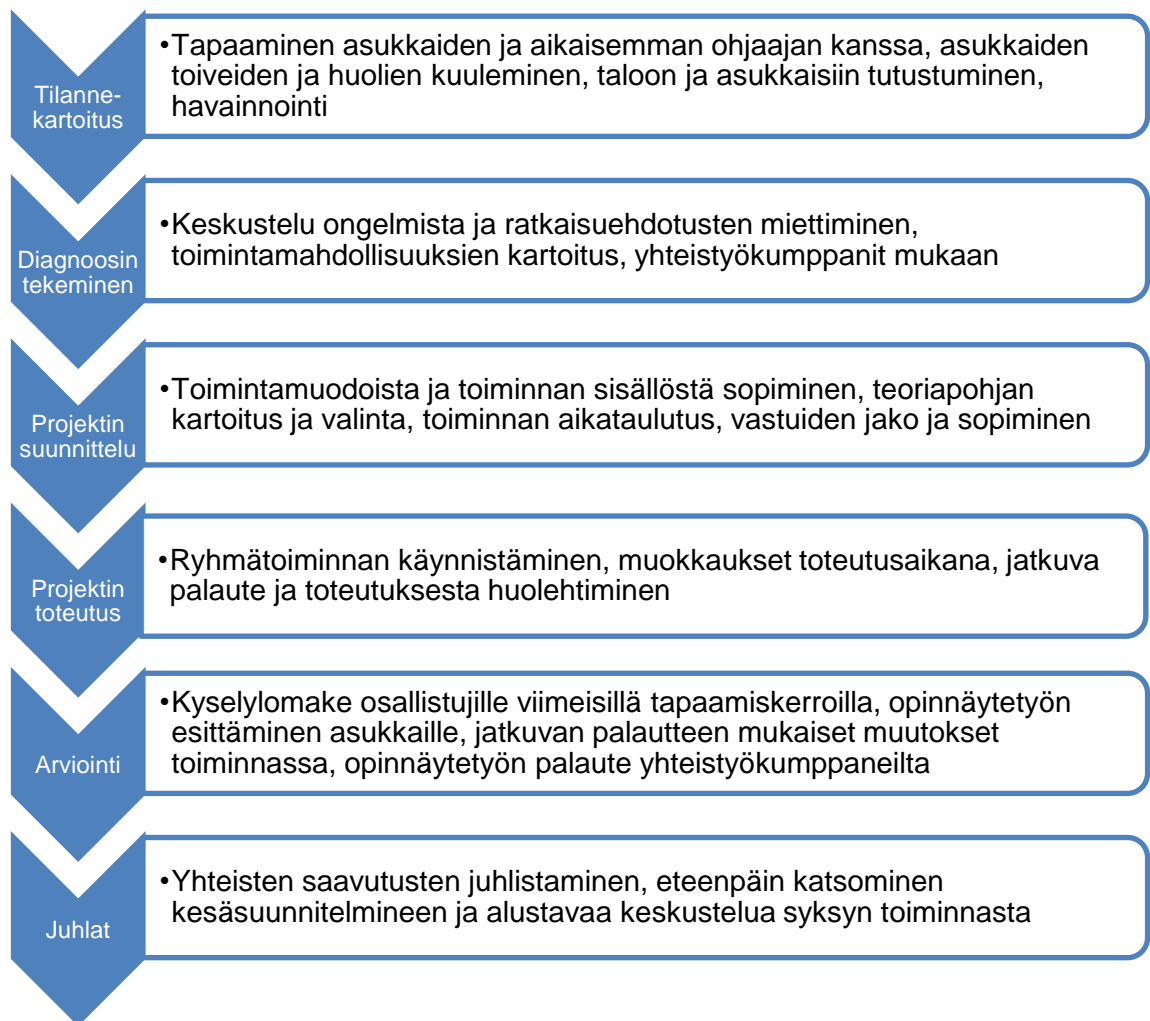 Tilanne-
kartoitus
•Tapaaminen asukkaiden ja aikaisemman ohjaajan kanssa, asukkaiden
toiveiden ja huolien kuuleminen, taloon ja asukkaisiin tutustuminen,
havainnointi
Diagnoosin
tekeminen
•Keskustelu ongelmista ja ratkaisuehdotusten miettiminen,
toimintamahdollisuuksien kartoitus, yhteistyökumppanit mukaan
Projektin
suunnittelu
•Toimintamuodoista ja toiminnan sisällöstä sopiminen, teoriapohjan
kartoitus ja valinta, toiminnan aikataulutus, vastuiden jako ja sopiminen
Projektin
toteutus
•Ryhmätoiminnan käynnistäminen, muokkaukset toteutusaikana, jatkuva
palaute ja toteutuksesta huolehtiminen
Arviointi
•Kyselylomake osallistujille viimeisillä tapaamiskerroilla, opinnäytetyön
esittäminen asukkaille, jatkuvan palautteen mukaiset muutokset
toiminnassa, opinnäytetyön palaute yhteistyökumppaneilta
Juhlat
•Yhteisten saavutusten juhlistaminen, eteenpäin katsominen
kesäsuunnitelmineen ja alustavaa keskustelua syksyn toiminnasta